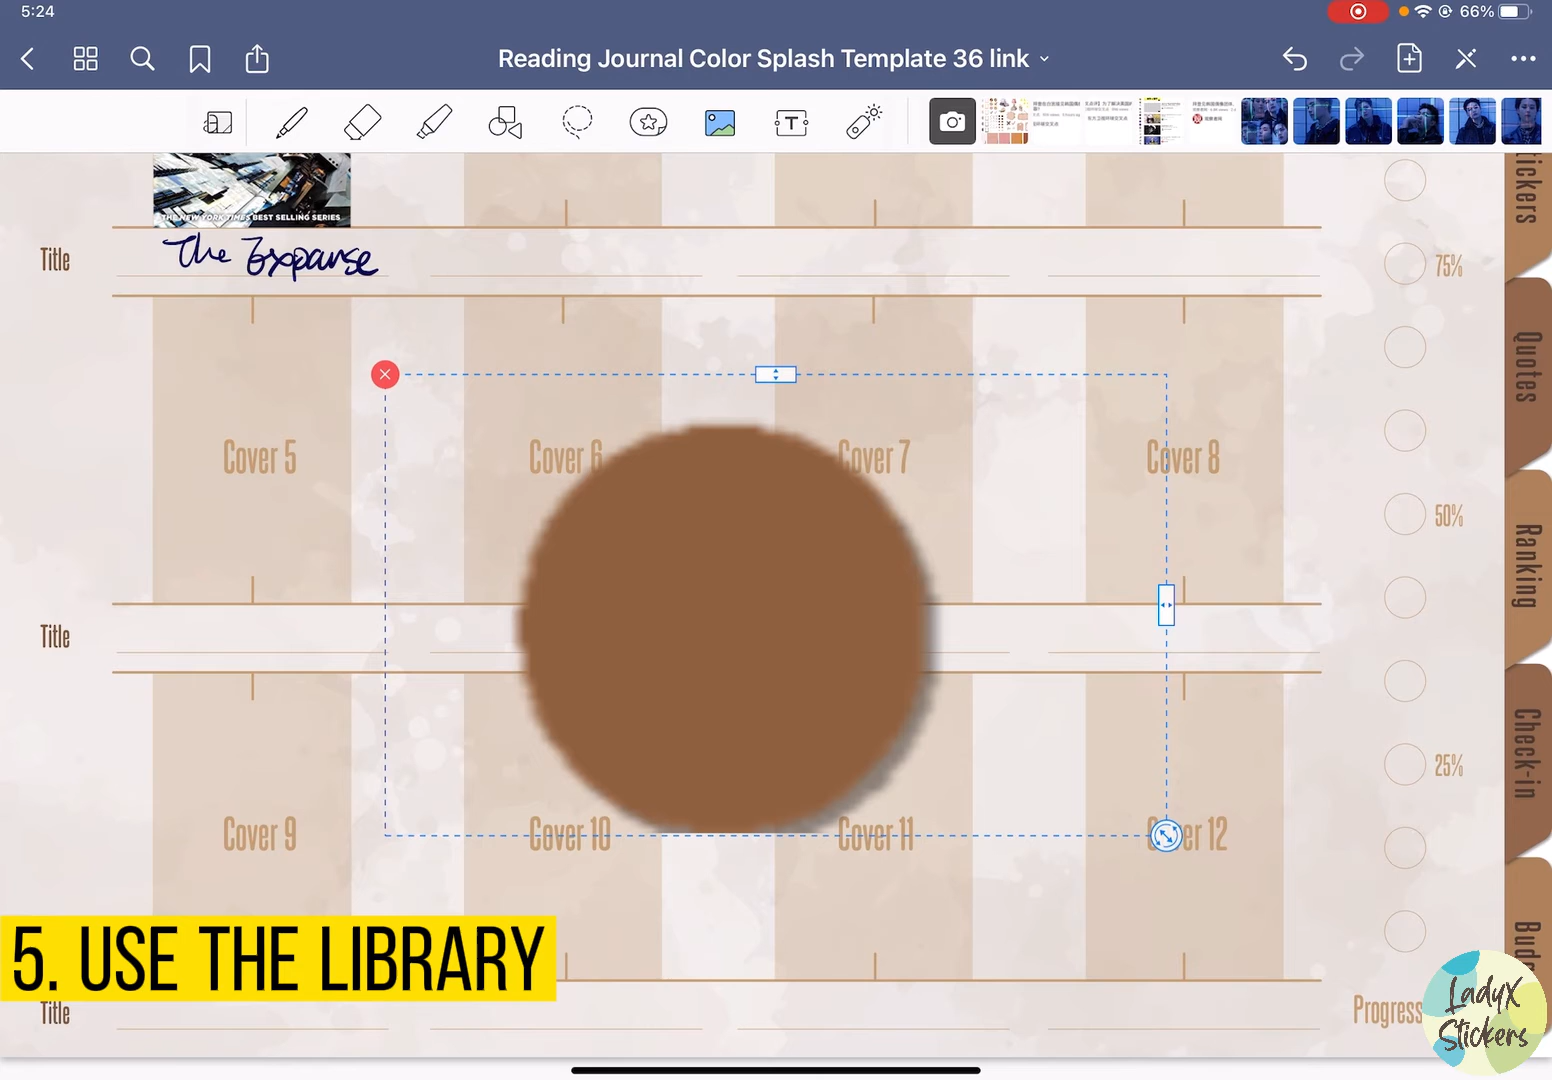 5:24
66%
Reading Journal Color Splash Template 36 link
T
THE NEW YORK TIMES BEST SELLING SERIES
Title
The Expanse
75%
Cover 5
Cover 6
Cover 7
Cover 8
50%
Title
25%
Cover 9
Cover 10
Cover 11
er 12
Title
Progress
ickers
Quotes
Ranking
Check-in
Bud
5. USE THE LIBRARY
LadyX
Stickers